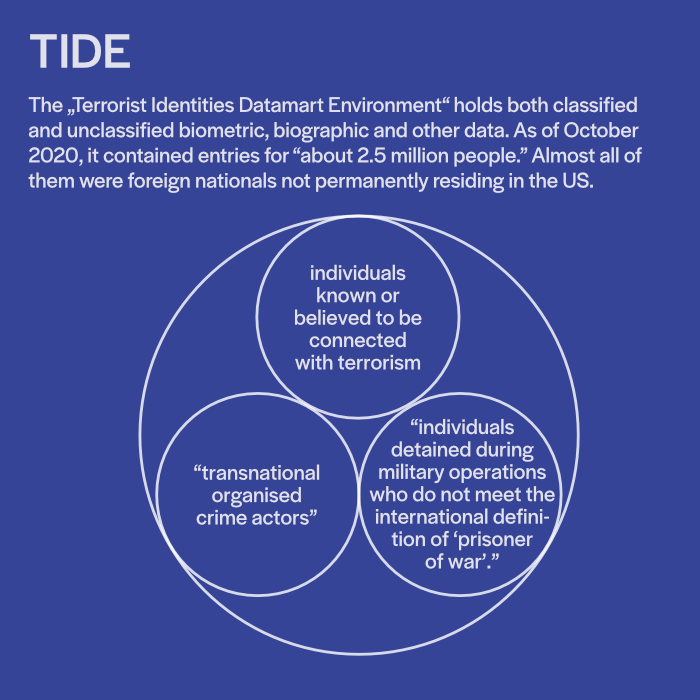 TIDE
The „Terrorist Identities Datamart Environment“ holds both classified
and unclassified biometric, biographic and other data. As of October
2020, it contained entries for “about 2.5 million people.” Almost all of
them were foreign nationals not permanently residing in the US.
individuals
known or
believed to be
connected
with terrorism
“transnational
organised
crime actors”
“individuals
detained during
military operations
who do not meet the
international defini-
tion of ‘prisoner
of war’.”